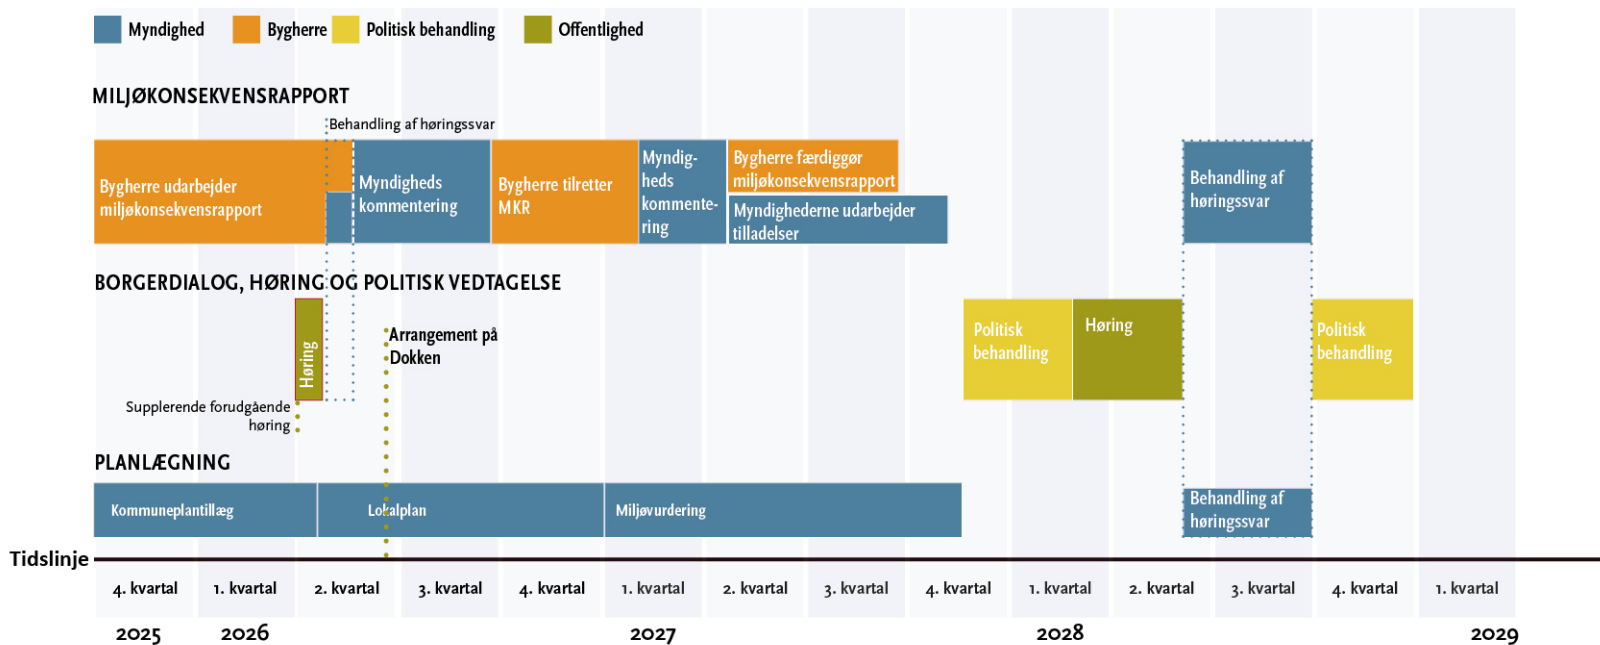 Myndighed
Bygherre
Politisk behandling
Offentlighed
MILJØKONSEKVENSRAPPORT
Behandling af høringssvar
Bygherre udarbejder
miljøkonsekvensrapport
Myndigheds
kommentering
Bygherre tilretter
MKR
Myndig-
heds
kommente-
ring
Bygherre færdiggør
miljøkonsekvensrapport
Myndighederne udarbejder
tilladelser
Behandling af
høringssvar
BORGERDIALOG, HØRING OG POLITISK VEDTAGELSE
Høring
Supplerende forudgående
høring
Arrangement på
Dokken
Politisk
behandling
Høring
Politisk
behandling
PLANLÆGNING
Kommuneplantillæg
Lokalplan
Miljøvurdering
Behandling af
høringssvar
Tidslinje
4. kvartal
1. kvartal
2. kvartal
3. kvartal
4. kvartal
1. kvartal
2. kvartal
3. kvartal
4. kvartal
1. kvartal
2. kvartal
3. kvartal
4. kvartal
1. kvartal
2025
2026
2027
2028
2029